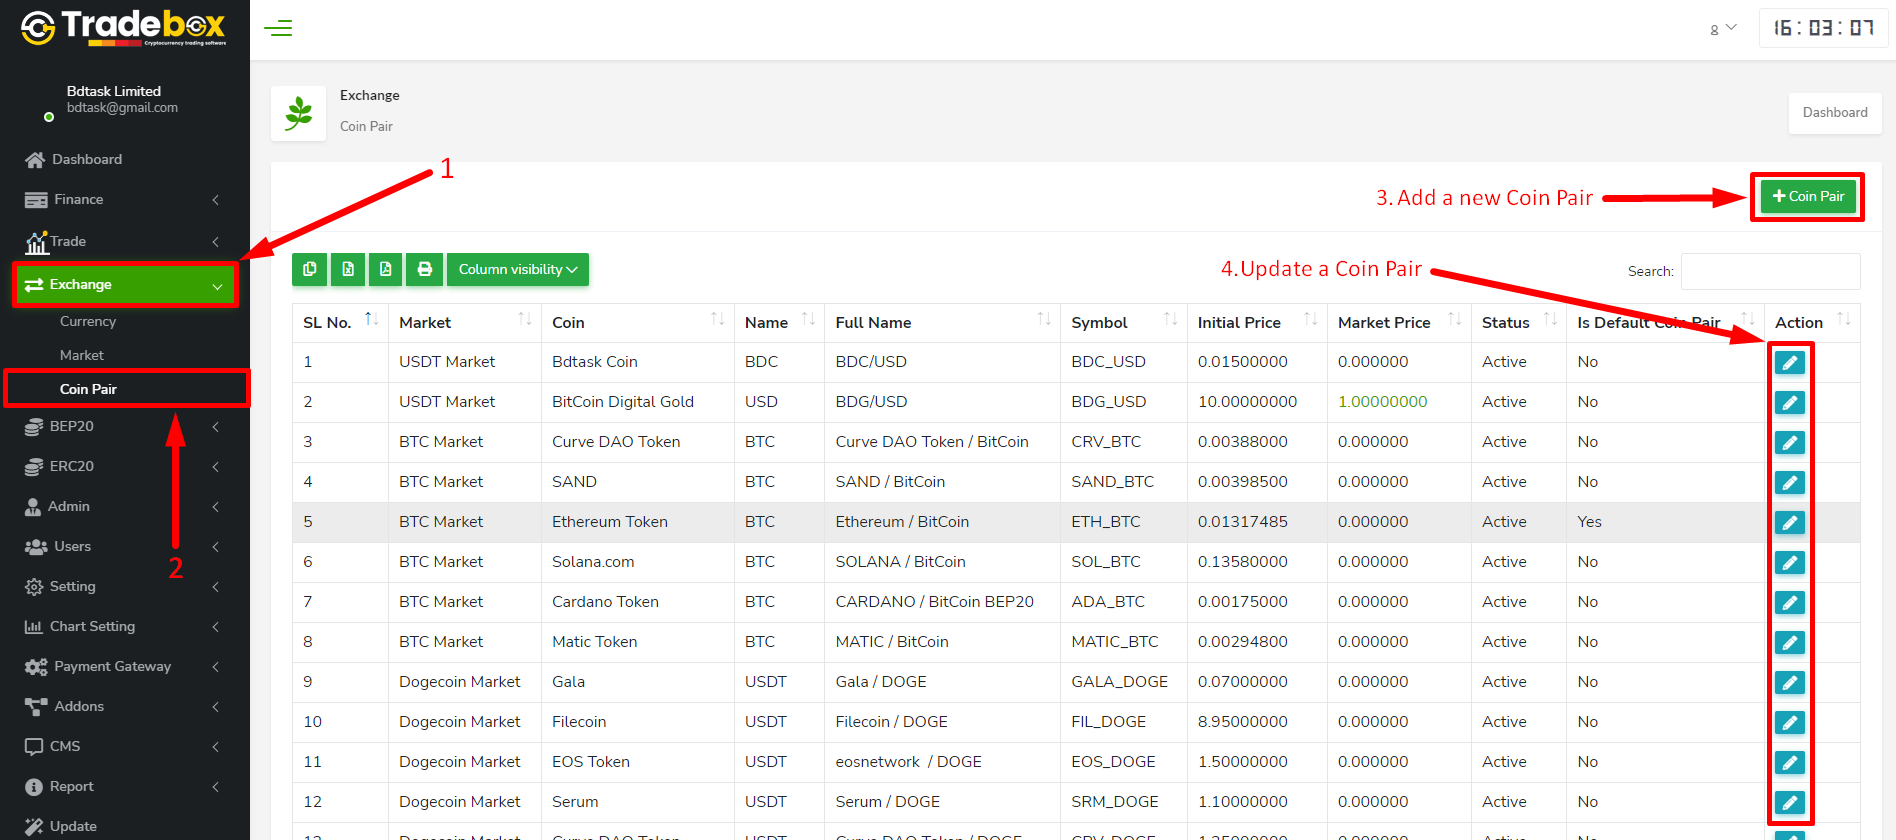 Tradebox
Cryptocurrency trading software
16:03:07
Bdtask Limited
bdtask@gmail.com
Exchange
Coin Pair
Dashboard
Dashboard
Finance
Trade
Exchange
Currency
Market
Coin Pair
BEP20
ERC20
Admin
Users
Setting
Chart Setting
Payment Gateway
Addons
CMS
Report
Update
1
2
3. Add a new Coin Pair
+ Coin Pair
4.Update a Coin Pair
Column visibility
Search:
SL No. Market Coin Name Full Name Symbol Initial Price Market Price Status Is Default Coin Pair Action
1 USDT Market Bdtask Coin BDC BDC/USD BDC_USD 0.01500000 0.000000 Active No
2 USDT Market BitCoin Digital Gold USD BDG/USD BDG_USD 10.00000000 1.00000000 Active No
3 BTC Market Curve DAO Token BTC Curve DAO Token / BitCoin CRV_BTC 0.00388000 0.000000 Active No
4 BTC Market SAND BTC SAND / BitCoin SAND_BTC 0.00398500 0.000000 Active No
5 BTC Market Ethereum Token BTC Ethereum / BitCoin ETH_BTC 0.01317485 0.000000 Active Yes
6 BTC Market Solana.com BTC SOLANA / BitCoin SOL_BTC 0.13580000 0.000000 Active No
7 BTC Market Cardano Token BTC CARDANO / BitCoin BEP20 ADA_BTC 0.00175000 0.000000 Active No
8 BTC Market Matic Token BTC MATIC / BitCoin MATIC_BTC 0.00294800 0.000000 Active No
9 Dogecoin Market Gala USDT Gala / DOGE GALA_DOGE 0.07000000 0.000000 Active No
10 Dogecoin Market Filecoin USDT Filecoin / DOGE FIL_DOGE 8.95000000 0.000000 Active No
11 Dogecoin Market EOS Token USDT eosnetwork / DOGE EOS_DOGE 1.50000000 0.000000 Active No
12 Dogecoin Market Serum USDT Serum / DOGE SRM_DOGE 1.10000000 0.000000 Active No